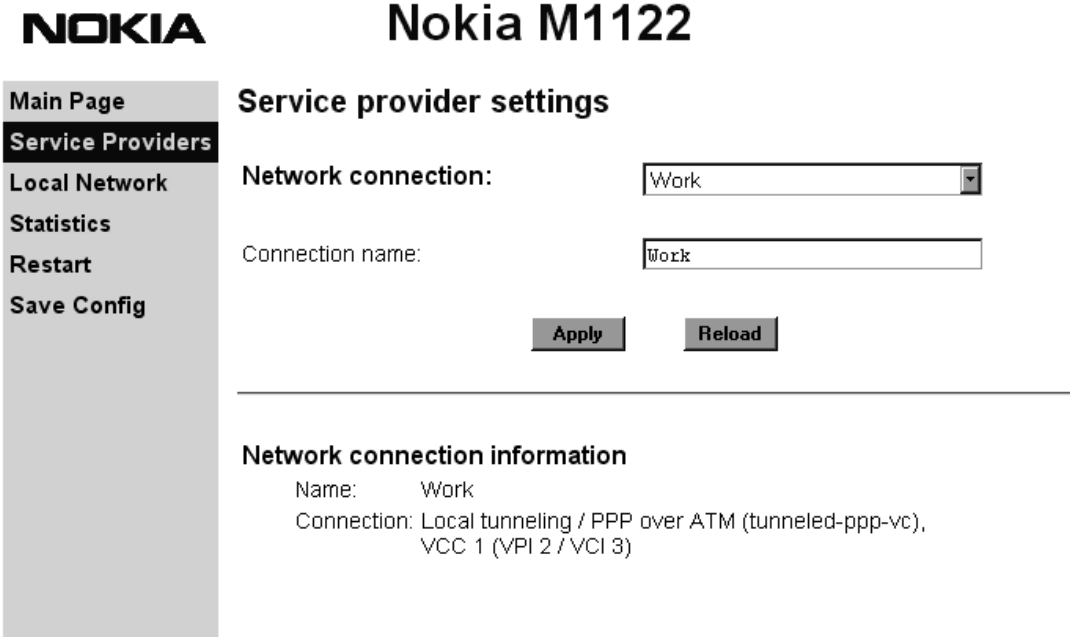 NOKIA
Nokia M1122
Main Page
Service Providers
Local Network
Statistics
Restart
Save Config
Service provider settings
Network connection: Work
Connection name: Work
Apply Reload
Network connection information
Name: Work
Connection: Local tunneling / PPP over ATM (tunneled-ppp-vc),
VCC 1 (VPI 2 / VCI 3)